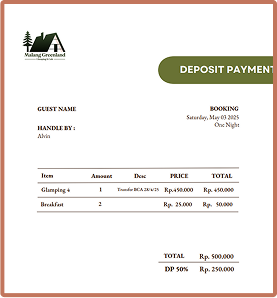 Malang Greenland
DEPOSIT PAYMENT
GUEST NAME
BOOKING
Saturday, May 03 2025
One Night
HANDLE BY :
Alvin
Item Amount Desc PRICE TOTAL
Glamping 4 1 Transfer BCA 28/4/25 Rp.450.000 Rp. 450.000
Breakfast 2 Rp. 25.000 Rp. 50.000
TOTAL Rp. 500.000
DP 50% Rp. 250.000